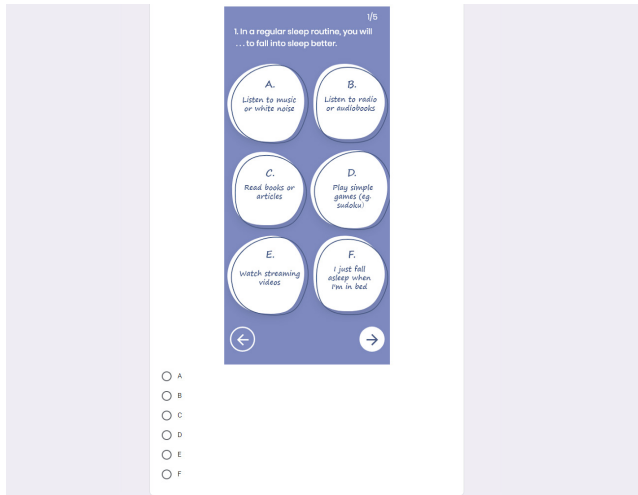 1/5
1. In a regular sleep routine, you will
...to fall into sleep better.
A.
Listen to music
or white noise
B.
Listen to radio
or audiobooks
C.
Read books or
articles
D.
Play simple
games (eg.
sudoku)
E.
Watch streaming
videos
F.
I just fall
asleep when
I'm in bed
A
B
C
D
E
F